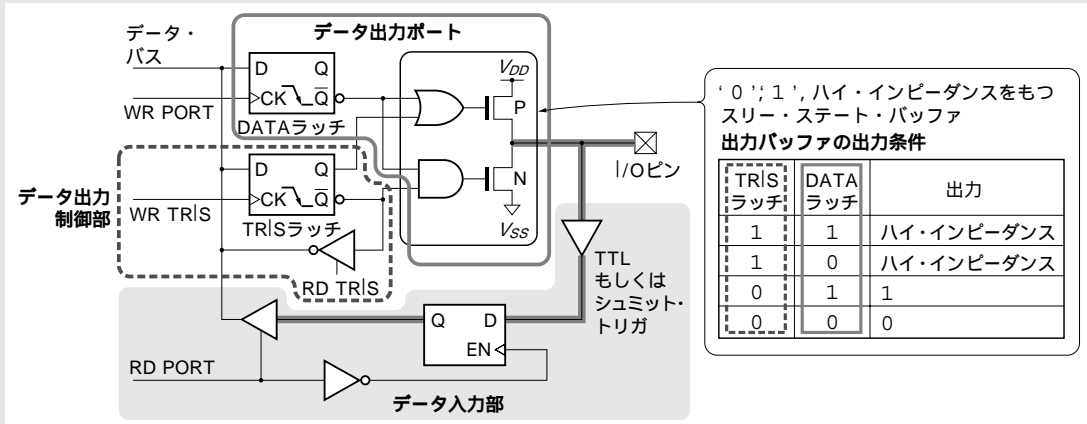 データ・
バス
データ出力ポート
D Q
CK Q
WR PORT
DATAラッチ
D Q
CK Q
WR TRIS
TRISラッチ
データ出力
制御部
RD TRIS
VDD
P
N
VSS
I/Oピン
TTL
もしくは
シュミット・
トリガ
Q D
EN
RD PORT
データ入力部
'0','1', ハイ・インピーダンスをもつ
スリー・ステート・バッファ
出力バッファの出力条件
TRIS
ラッチ
DATA
ラッチ
出力
1 1 ハイ・インピーダンス
1 0 ハイ・インピーダンス
0 1 1
0 0 0